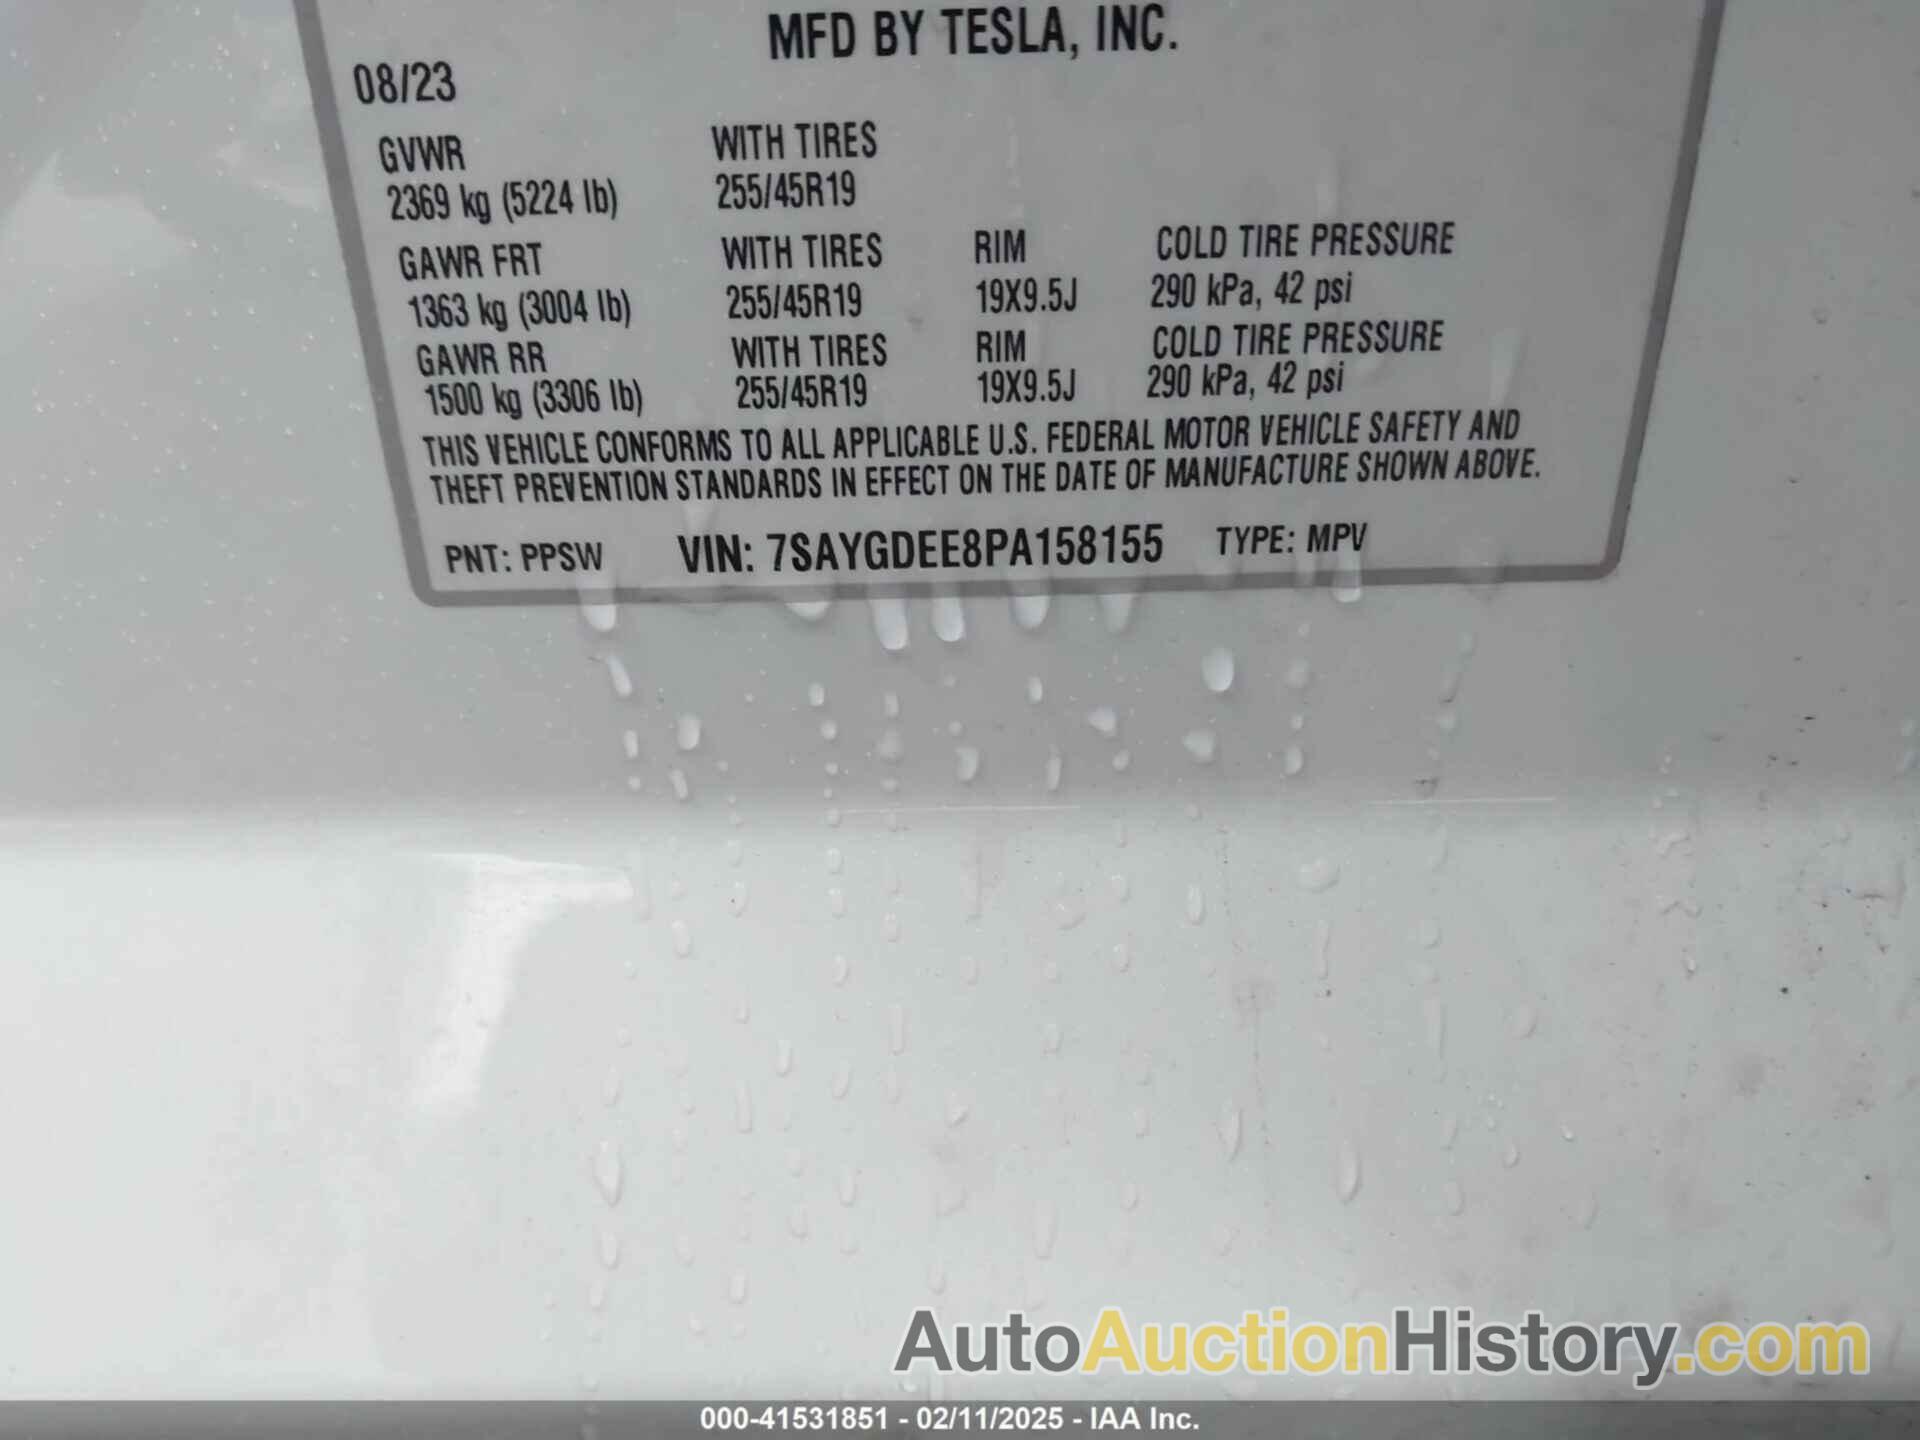 MFD BY TESLA, INC.
08/23
GVWR WITH TIRES
2369 kg (5224 lb) 255/45R19
GAWR FRT WITH TIRES RIM COLD TIRE PRESSURE
1363 kg (3004 lb) 255/45R19 19X9.5J 290 kPa, 42 psi
GAWR RR WITH TIRES RIM COLD TIRE PRESSURE
1500 kg (3306 lb) 255/45R19 19X9.5J 290 kPa, 42 psi
THIS VEHICLE CONFORMS TO ALL APPLICABLE U.S. FEDERAL MOTOR VEHICLE SAFETY AND
THEFT PREVENTION STANDARDS IN EFFECT ON THE DATE OF MANUFACTURE SHOWN ABOVE.
PNT: PPSW VIN: 7SAYGDEE8PA158155 TYPE: MPV
AutoAuctionHistory.com
000-41531851 - 02/11/2025 - IAA Inc.